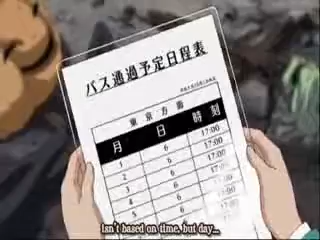 バス通過予定日程表
東京方面
月 日 時刻
1 6 17:00
2 6 17:00
3 6 17:00
4 6 17:00
5 6 17:00
6
Isn't based on time, but day...